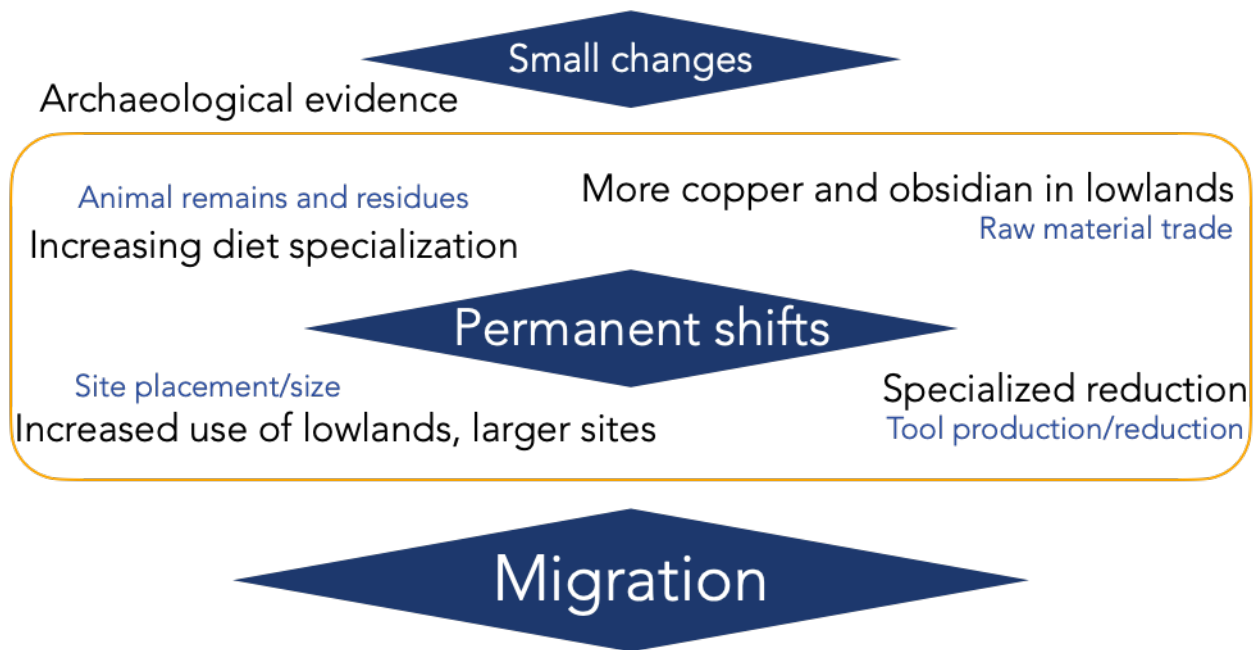 Small changes
Archaeological evidence
Animal remains and residues
Increasing diet specialization
More copper and obsidian in lowlands
Raw material trade
Permanent shifts
Site placement/size
Increased use of lowlands, larger sites
Specialized reduction
Tool production/reduction
Migration